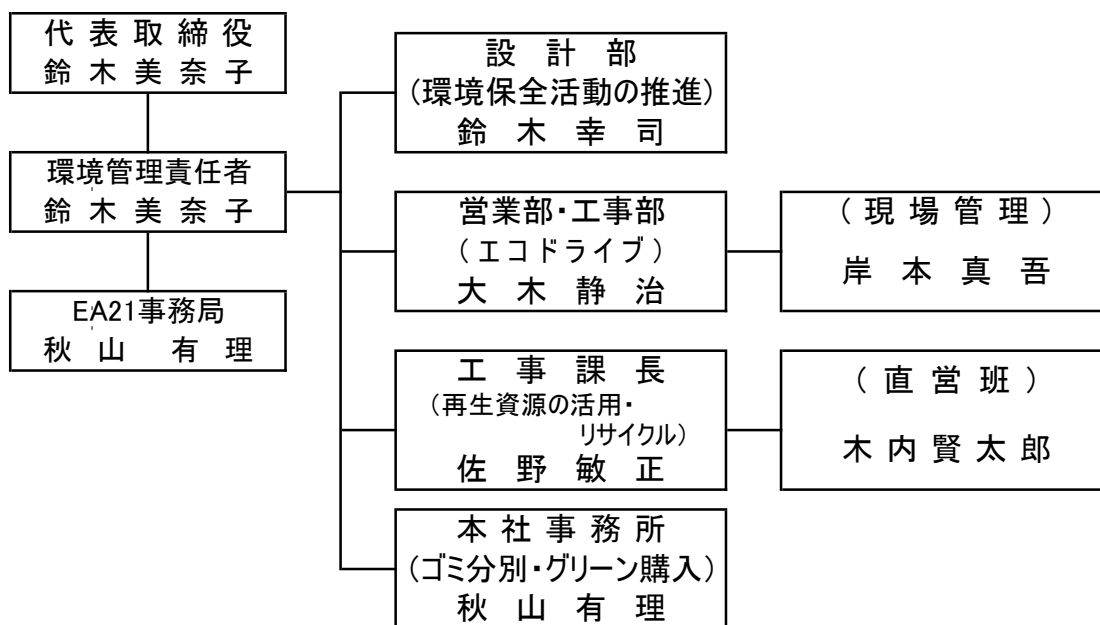 代表取締役
鈴木美奈子
環境管理責任者
鈴木美奈子
EA21事務局
秋山　有理
設計部
(環境保全活動の推進)
鈴木幸司
営業部・工事部
(エコドライブ)
大木静治
(現場管理)
岸本真吾
工事課長
(再生資源の活用・
リサイクル)
佐野敏正
(直営班)
木内賢太郎
本社事務所
(ゴミ分別・グリーン購入)
秋山有理